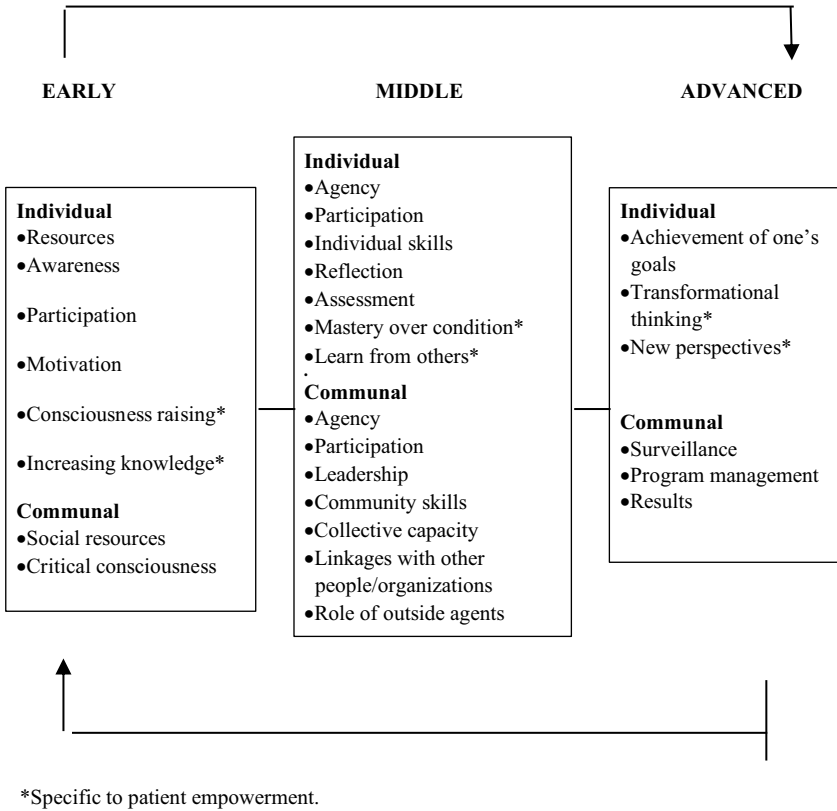 EARLY
MIDDLE
ADVANCED
Individual
•Resources
•Awareness
•Participation
•Motivation
•Consciousness raising*
•Increasing knowledge*
Communal
•Social resources
•Critical consciousness
Individual
•Agency
•Participation
•Individual skills
•Reflection
•Assessment
•Mastery over condition*
•Learn from others*
Communal
•Agency
•Participation
•Leadership
•Community skills
•Collective capacity
•Linkages with other
people/organizations
•Role of outside agents
Individual
•Achievement of one’s
goals
•Transformational
thinking*
•New perspectives*
Communal
•Surveillance
•Program management
•Results
*Specific to patient empowerment.